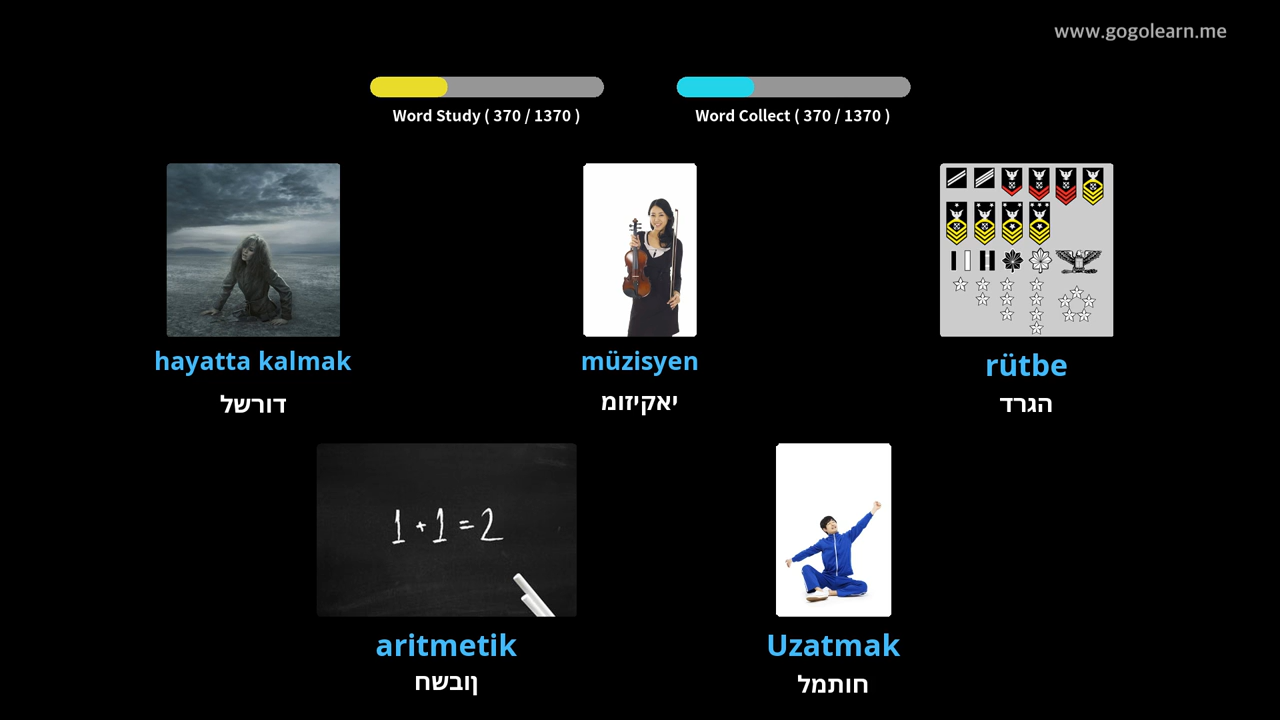 www.gogolearn.me
Word Study ( 370 / 1370 )
Word Collect ( 370 / 1370 )
hayatta kalmak
דורשל
müzisyen
יאקיזומ
rütbe
הגרד
1 + 1 = 2
aritmetik
ןובשח
Uzatmak
חותמל